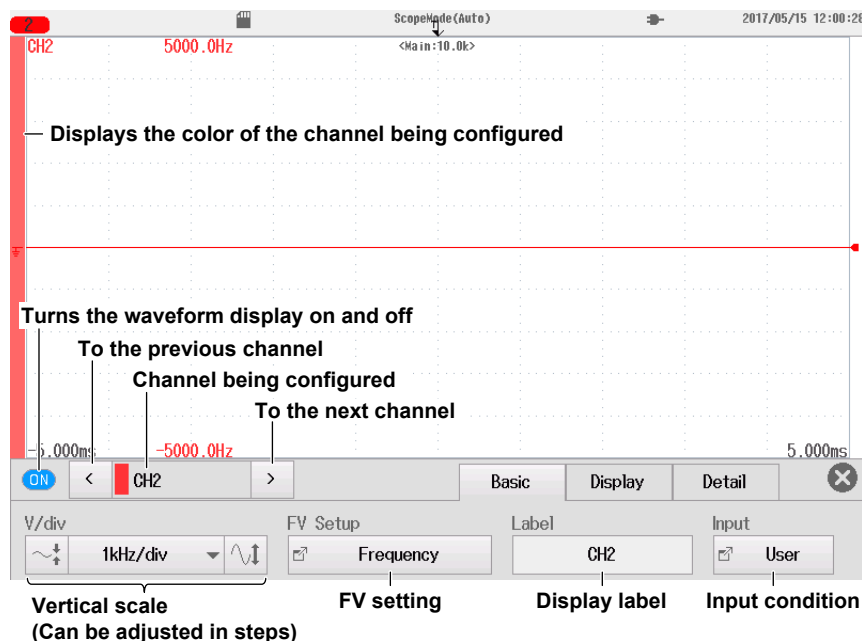 2 ScopeMode(Auto) 2017/05/15 12:00:28
CH2 5000.0Hz <Main:10.0k>
Displays the color of the channel being configured
Turns the waveform display on and off
To the previous channel
Channel being configured
To the next channel
-5.000ms -5000.0Hz 5.000ms
ON < CH2 > Basic Display Detail
V/div FV Setup Label Input
1kHz/div Frequency CH2 User
Vertical scale FV setting Display label Input condition
(Can be adjusted in steps)